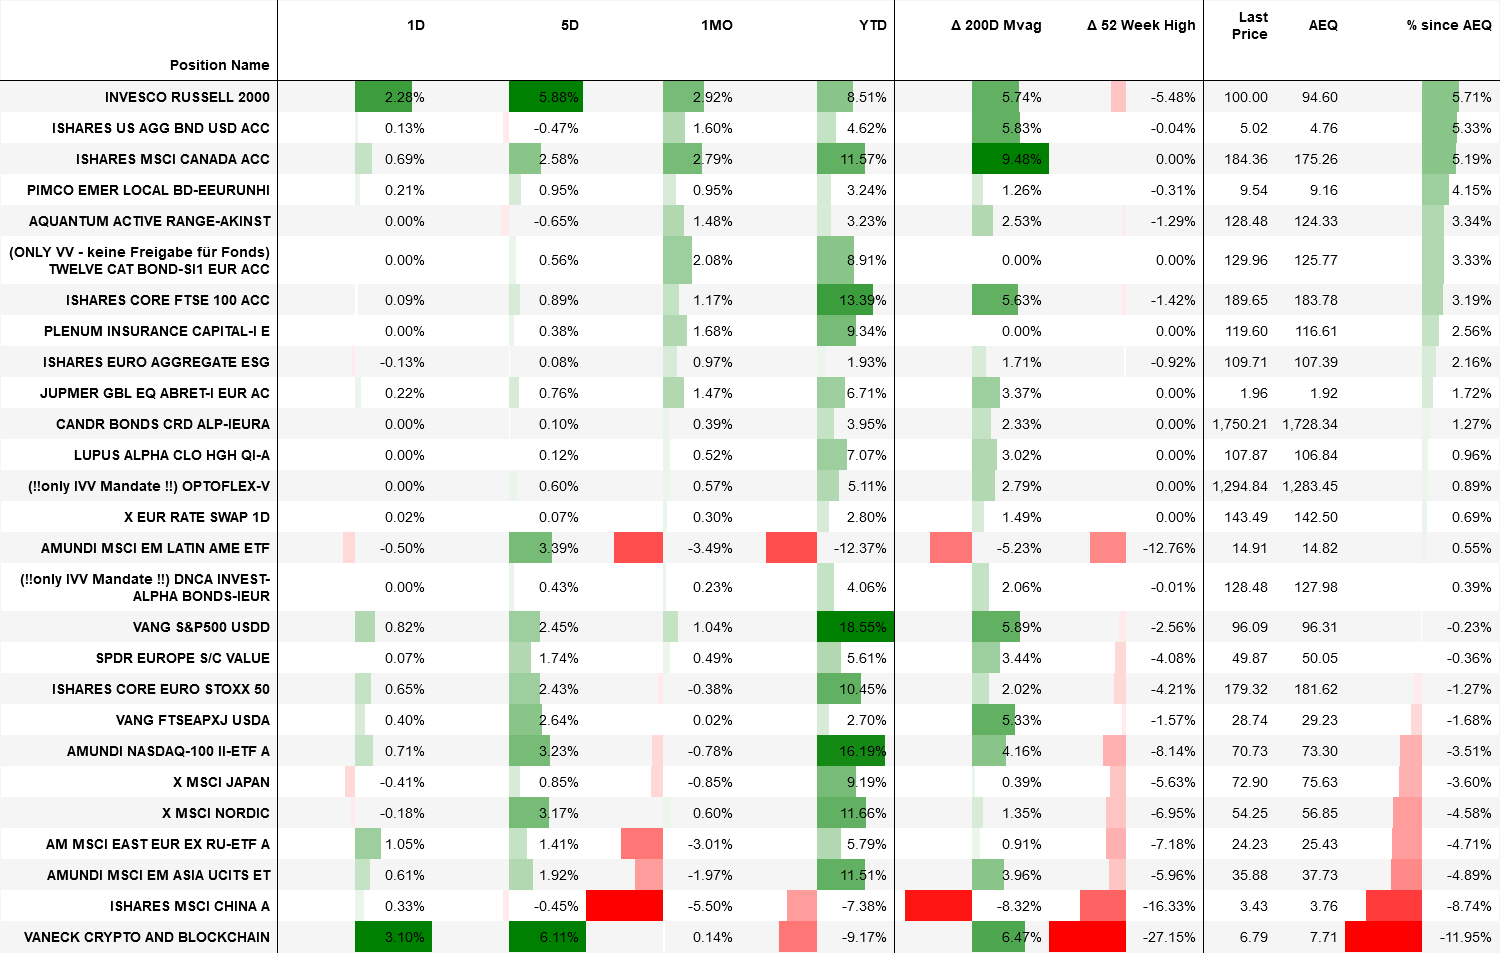 1D 5D 1MO YTD Δ 200D Mvag Δ 52 Week High Last Price AEQ % since AEQ
Position Name
INVESCO RUSSELL 2000 2.28% 5.88% 2.92% 8.51% 5.74% -5.48% 100.00 94.60 5.71%
ISHARES US AGG BND USD ACC 0.13% -0.47% 1.60% 4.62% 5.83% -0.04% 5.02 4.76 5.33%
ISHARES MSCI CANADA ACC 0.69% 2.58% 2.79% 11.57% 9.48% 0.00% 184.36 175.26 5.19%
PIMCO EMER LOCAL BD-EEURUNHI 0.21% 0.95% 0.95% 3.24% 1.26% -0.31% 9.54 9.16 4.15%
AQUANTUM ACTIVE RANGE-AKINST 0.00% -0.65% 1.48% 3.23% 2.53% -1.29% 128.48 124.33 3.34%
(ONLY VV - keine Freigabe für Fonds)
TWELVE CAT BOND-SI1 EUR ACC 0.00% 0.56% 2.08% 8.91% 0.00% 0.00% 129.96 125.77 3.33%
ISHARES CORE FTSE 100 ACC 0.09% 0.89% 1.17% 13.39% 5.63% -1.42% 189.65 183.78 3.19%
PLENUM INSURANCE CAPITAL-I E 0.00% 0.38% 1.68% 9.34% 0.00% 0.00% 119.60 116.61 2.56%
ISHARES EURO AGGREGATE ESG -0.13% 0.08% 0.97% 1.93% 1.71% -0.92% 109.71 107.39 2.16%
JUPMER GBL EQ ABRET-I EUR AC 0.22% 0.76% 1.47% 6.71% 3.37% 0.00% 1.96 1.92 1.72%
CANDR BONDS CRD ALP-IEURA 0.00% 0.10% 0.39% 3.95% 2.33% 0.00% 1,750.21 1,728.34 1.27%
LUPUS ALPHA CLO HGH QI-A 0.00% 0.12% 0.52% 7.07% 3.02% 0.00% 107.87 106.84 0.96%
(!!only IVV Mandate !!) OPTOFLEX-V 0.00% 0.60% 0.57% 5.11% 2.79% 0.00% 1,294.84 1,283.45 0.89%
X EUR RATE SWAP 1D 0.02% 0.07% 0.30% 2.80% 1.49% 0.00% 143.49 142.50 0.69%
AMUNDI MSCI EM LATIN AME ETF -0.50% 3.39% -3.49% -12.37% -5.23% -12.76% 14.91 14.82 0.55%
(!!only IVV Mandate !!) DNCA INVEST-
ALPHA BONDS-IEUR 0.00% 0.43% 0.23% 4.06% 2.06% -0.01% 128.48 127.98 0.39%
VANG S&P500 USDD 0.82% 2.45% 1.04% 18.55% 5.89% -2.56% 96.09 96.31 -0.23%
SPDR EUROPE S/C VALUE 0.07% 1.74% 0.49% 5.61% 3.44% -4.08% 49.87 50.05 -0.36%
ISHARES CORE EURO STOXX 50 0.65% 2.43% -0.38% 10.45% 2.02% -4.21% 179.32 181.62 -1.27%
VANG FTSEAPXJ USDA 0.40% 2.64% 0.02% 2.70% 5.33% -1.57% 28.74 29.23 -1.68%
AMUNDI NASDAQ-100 II-ETF A 0.71% 3.23% -0.78% 16.19% 4.16% -8.14% 70.73 73.30 -3.51%
X MSCI JAPAN -0.41% 0.85% -0.85% 9.19% 0.39% -5.63% 72.90 75.63 -3.60%
X MSCI NORDIC -0.18% 3.17% 0.60% 11.66% 1.35% -6.95% 54.25 56.85 -4.58%
AM MSCI EAST EUR EX RU-ETF A 1.05% 1.41% -3.01% 5.79% 0.91% -7.18% 24.23 25.43 -4.71%
AMUNDI MSCI EM ASIA UCITS ET 0.61% 1.92% -1.97% 11.51% 3.96% -5.96% 35.88 37.73 -4.89%
ISHARES MSCI CHINA A 0.33% -0.45% -5.50% -7.38% -8.32% -16.33% 3.43 3.76 -8.74%
VANECK CRYPTO AND BLOCKCHAIN 3.10% 6.11% 0.14% -9.17% 6.47% -27.15% 6.79 7.71 -11.95%